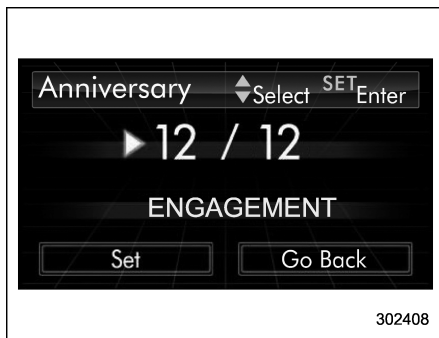 Anniversary Select SET Enter
12 / 12
ENGAGEMENT
Set Go Back
302408